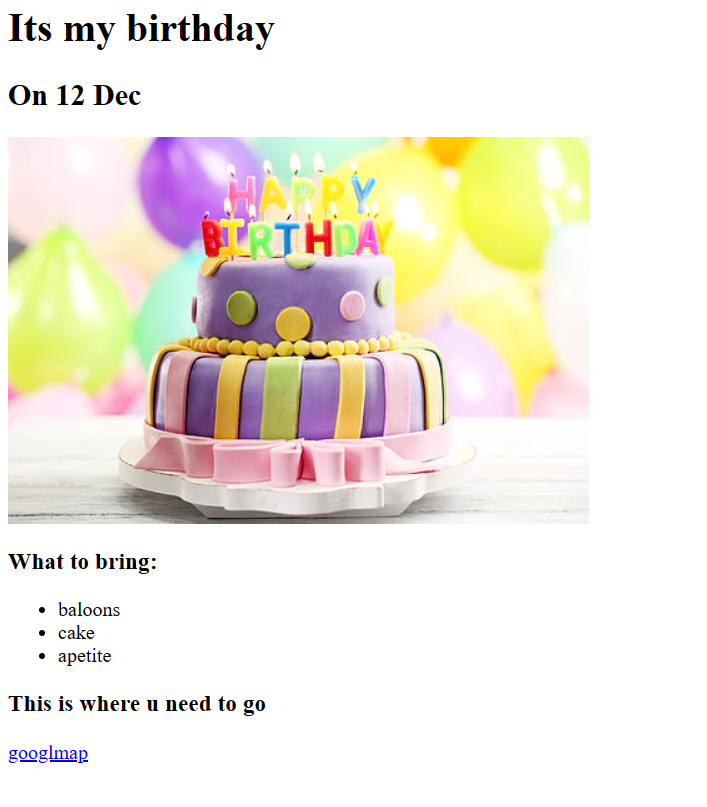 Its my birthday
On 12 Dec
HAPPY
BIRTHDAY
What to bring:
baloons
cake
apetite
This is where u need to go
googlmap